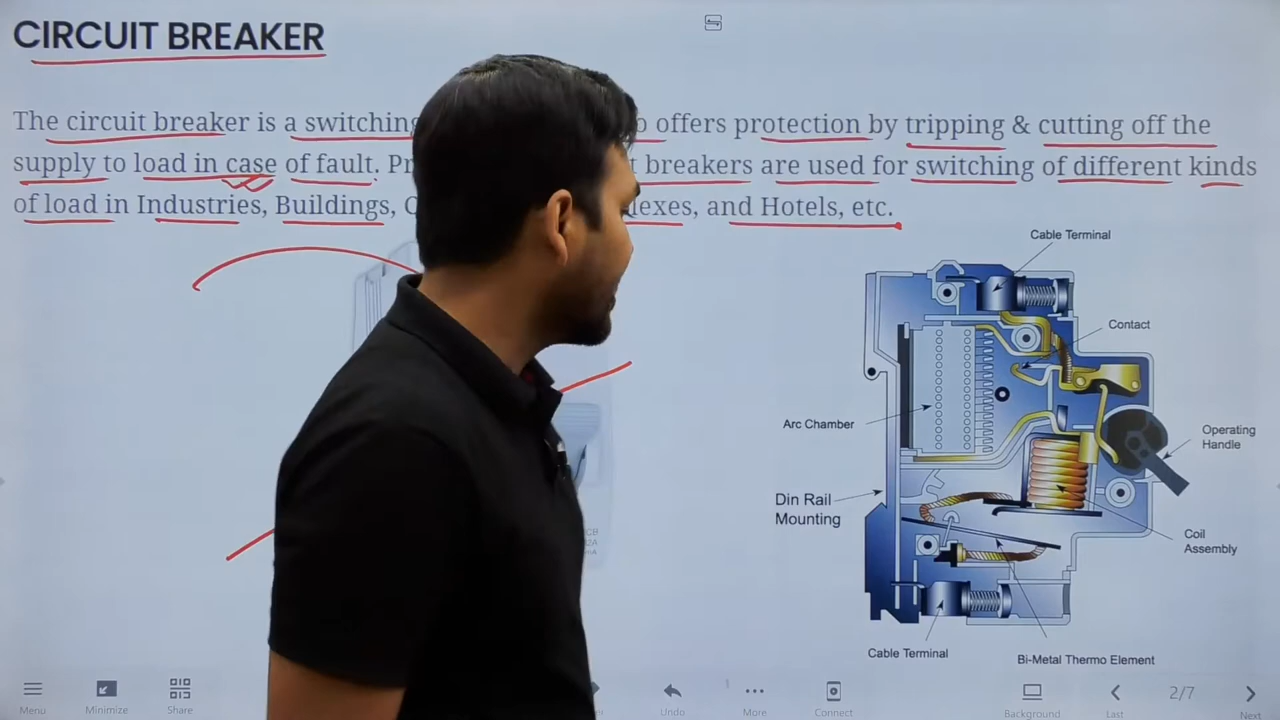 CIRCUIT BREAKER
The circuit breaker is a switching offers protection by tripping & cutting off the
supply to load in case of fault. breakers are used for switching of different kinds
of load in Industries, Buildings, and Hotels, etc.
Cable Terminal
Contact
Arc Chamber
Operating
Handle
Din Rail
Mounting
Coil
Assembly
Cable Terminal
Bi-Metal Thermo Element
Menu
Minimize
Share
Undo
More
Connect
Background
Last
2/7
Next